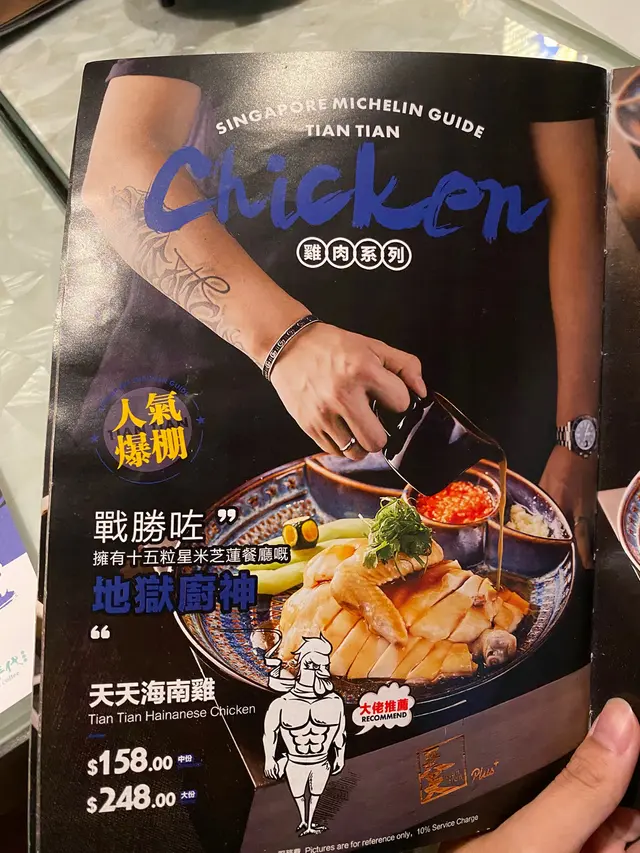 SINGAPORE MICHELIN GUIDE
TIAN TIAN
Chicken
雞肉系列
人氣
爆棚
戰勝咗 ”
擁有十五粒星米芝蓮餐廳嘅
地獄廚神
“
天天海南雞
Tian Tian Hainanese Chicken
大佬推薦
RECOMMEND
$158.00 中份
$248.00 大份
Plus+
Pictures are for reference only, 10% Service Charge